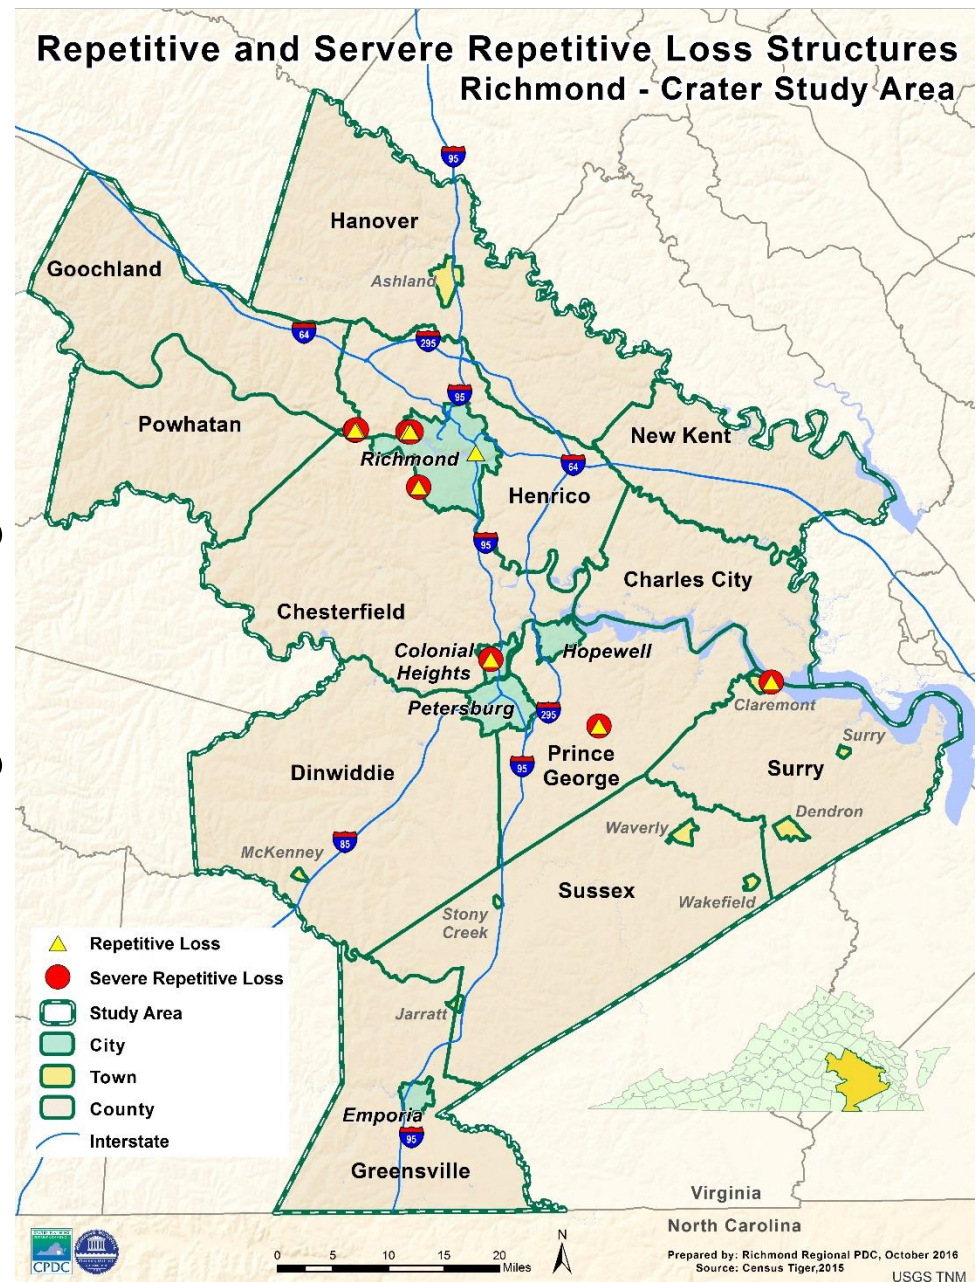 Repetitive and Servere Repetitive Loss Structures
Richmond - Crater Study Area
95
Hanover
Goochland
Ashland
64
295
95
Powhatan
New Kent
Richmond
64
Henrico
95
Charles City
Chesterfield
Colonial
Heights
Hopewell
Petersburg
295
Claremont
Surry
95
Prince
George
Dinwiddie
Surry
Dendron
Waverly
85
McKenney
Sussex
Wakefield
Stony
Creek
Repetitive Loss
Severe Repetitive Loss
Study Area
City
Town
County
Interstate
Jarratt
Emporia
95
Greensville
Virginia
North Carolina
CPDC
0 5 10 20
Miles
N
Prepared by: Richmond Regional PDC, October 2016
Source: Census Tiger,2015
USGS TNM